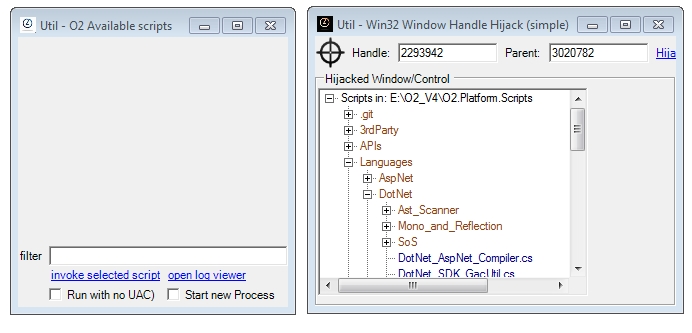 Util - O2 Available scripts
filter
invoke selected script open log viewer
Run with no UAC) Start new Process
Util - Win32 Window Handle Hijack (simple)
Handle: 2293942 Parent: 3020782 Hija
Hijacked Window/Control
Scripts in: E:\O2_V4\O2.Platform.Scripts
.git
3rdParty
APIs
Languages
AspNet
DotNet
Ast_Scanner
Mono_and_Reflection
SoS
DotNet_AspNet_Compiler.cs
DotNet_SDK_GacUtil.cs